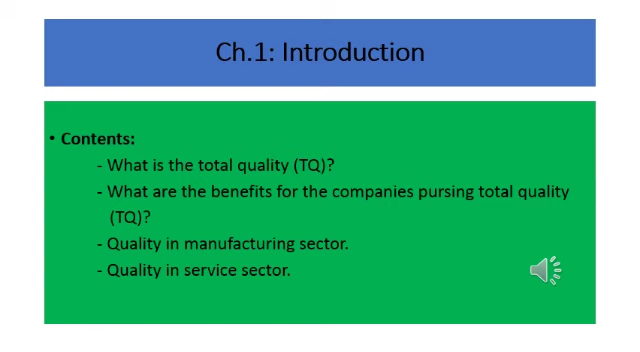 Ch.1: Introduction
• Contents:
- What is the total quality (TQ)?
- What are the benefits for the companies pursing total quality
(TQ)?
- Quality in manufacturing sector.
- Quality in service sector.